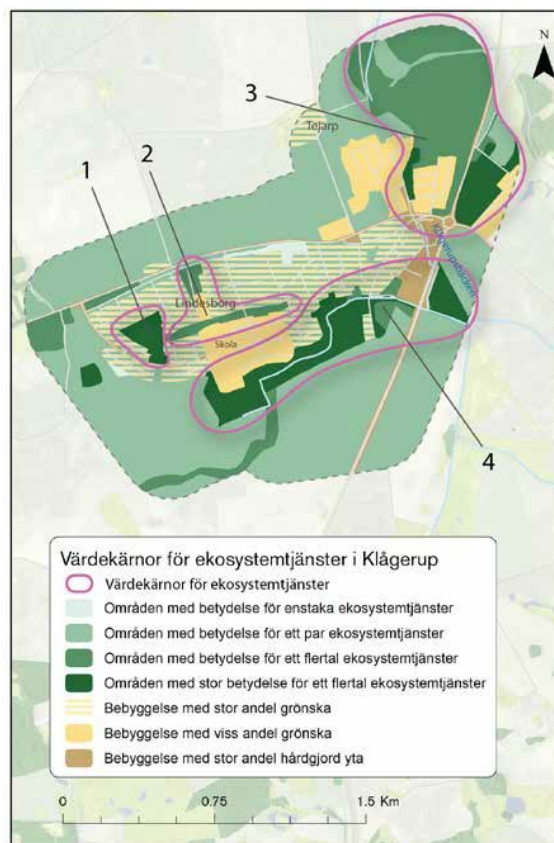 N
3
Tejarp
1
2
Klågerupsbäcken
Lindesborg
Skola
4
Värdekärnor för ekosystemtjänster i Klågerup
Värdekärnor för ekosystemtjänster
Områden med betydelse för enstaka ekosystemtjänster
Områden med betydelse för ett par ekosystemtjänster
Områden med betydelse för ett flertal ekosystemtjänster
Områden med stor betydelse för ett flertal ekosystemtjänster
Bebyggelse med stor andel grönska
Bebyggelse med viss andel grönska
Bebyggelse med stor andel hårdgjord yta
0 0.75 1.5 Km